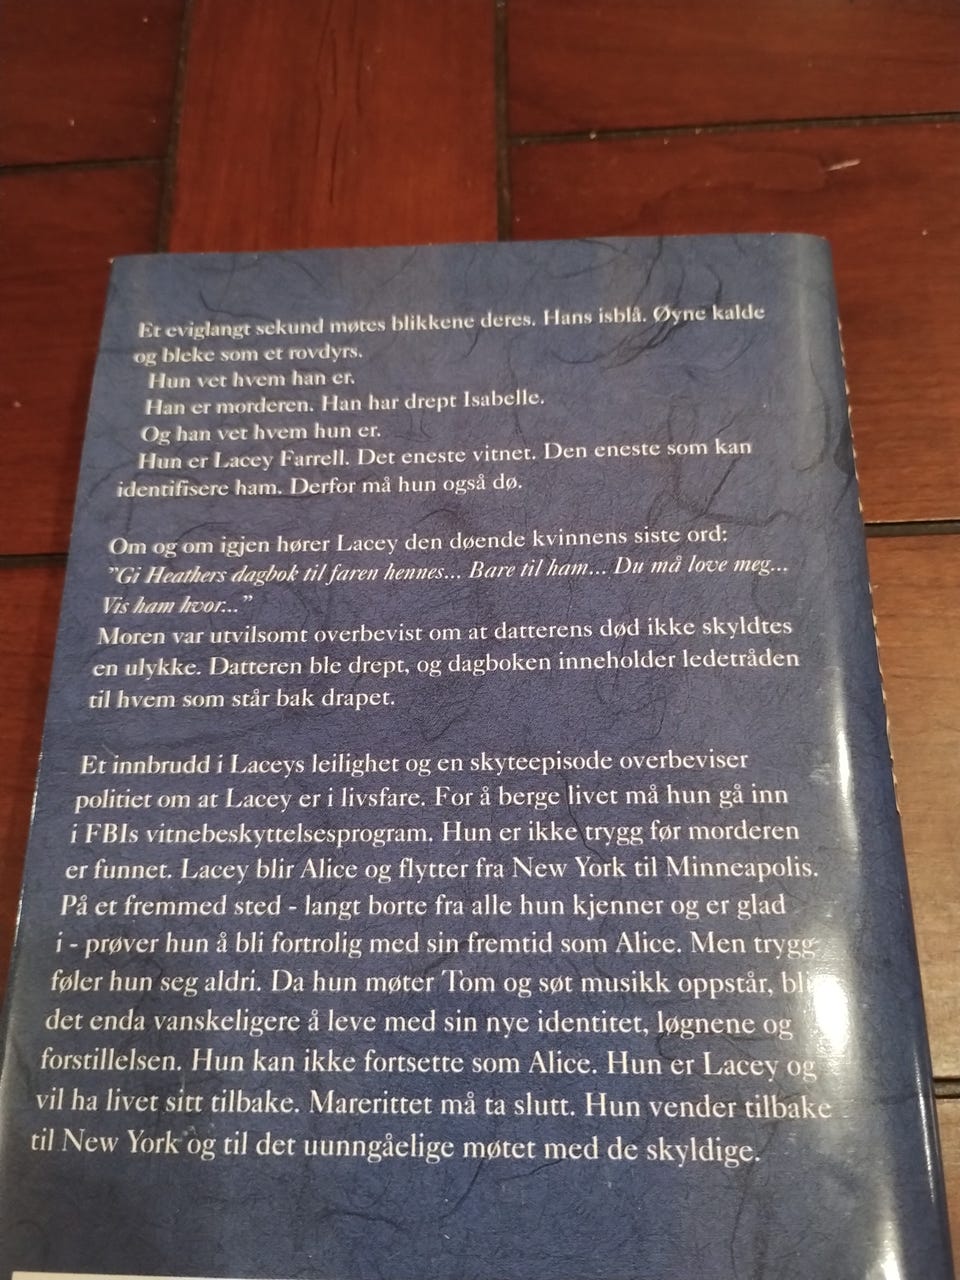 Et eviglangt sekund møtes blikkene deres. Hans isblå. Øyne kalde
og bleke som et rovdyrs.
Hun vet hvem han er.
Han er morderen. Han har drept Isabelle.
Og han vet hvem hun er.
Hun er Lacey Farrell. Det eneste vitnet. Den eneste som kan
identifisere ham. Derfor må hun også dø.
Om og om igjen hører Lacey den døende kvinnens siste ord:
"Gi Heathers dagbok til faren hennes... Bare til ham... Du må love meg...
Vis ham hvor..."
Moren var utvilsomt overbevist om at datterens død ikke skyldtes
en ulykke. Datteren ble drept, og dagboken inneholder ledetråden
til hvem som står bak drapet.
Et innbrudd i Laceys leilighet og en skyteepisode overbeviser
politiet om at Lacey er i livsfare. For å berge livet må hun gå inn
i FBIs vitnebeskyttelsesprogram. Hun er ikke trygg før morderen
er funnet. Lacey blir Alice og flytter fra New York til Minneapolis.
På et fremmed sted - langt borte fra alle hun kjenner og er glad
i - prøver hun å bli fortrolig med sin fremtid som Alice. Men trygg
føler hun seg aldri. Da hun møter Tom og søt musikk oppstår,
det enda vanskeligere å leve med sin nye identitet, løgnene og
forstillelsen. Hun kan ikke fortsette som Alice. Hun er Lacey og
vil ha livet sitt tilbake. Marerittet må ta slutt. Hun vender tilbake
til New York og til det uunngåelige møtet med de skyldige.